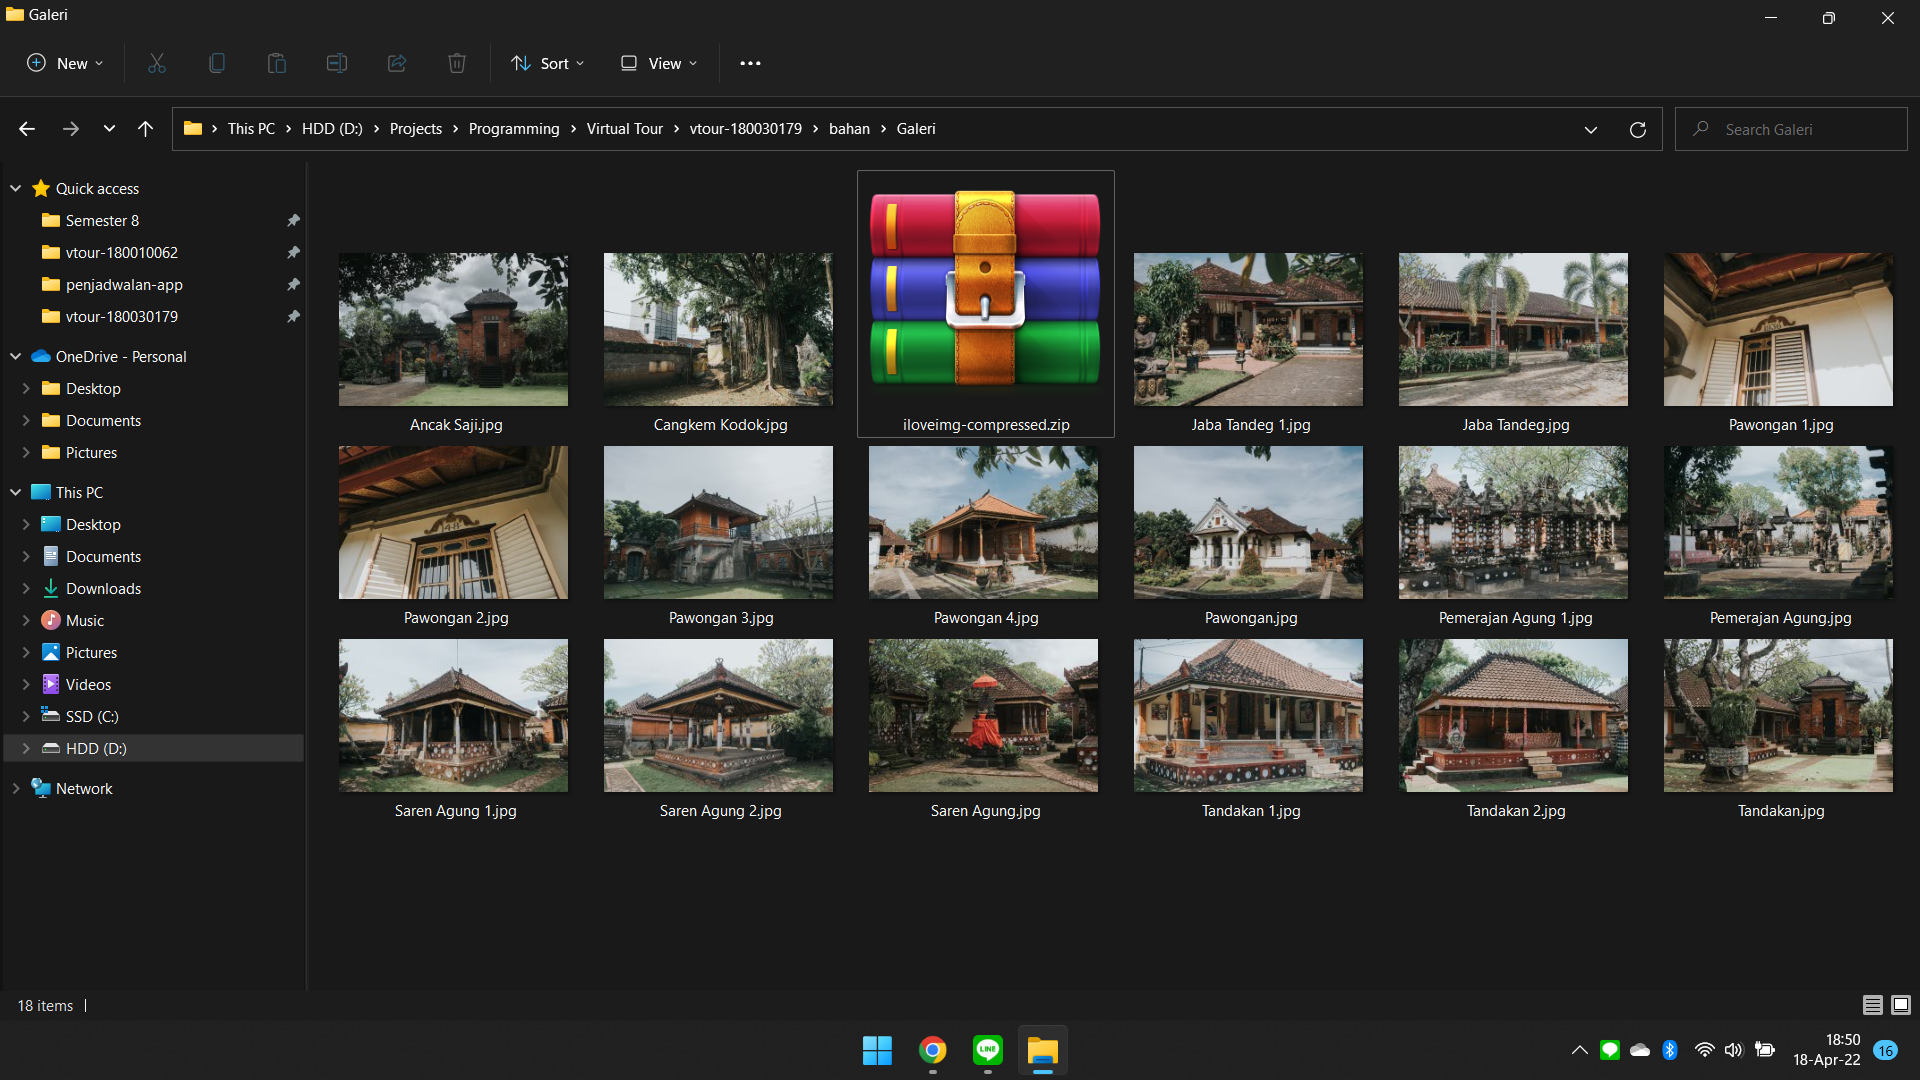 Galeri
New
Sort
View
This PC
HDD (D:)
Projects
Programming
Virtual Tour
vtour-180030179
bahan
Galeri
Search Galeri
Quick access
Semester 8
vtour-180010062
penjadwalan-app
vtour-180030179
OneDrive - Personal
Desktop
Documents
Pictures
This PC
Desktop
Documents
Downloads
Music
Pictures
Videos
SSD (C:)
HDD (D:)
Network
Ancak Saji.jpg
Cangkem Kodok.jpg
iloveimg-compressed.zip
Jaba Tandeg 1.jpg
Jaba Tandeg.jpg
Pawongan 1.jpg
Pawongan 2.jpg
Pawongan 3.jpg
Pawongan 4.jpg
Pawongan.jpg
Pemerajan Agung 1.jpg
Pemerajan Agung.jpg
Saren Agung 1.jpg
Saren Agung 2.jpg
Saren Agung.jpg
Tandakan 1.jpg
Tandakan 2.jpg
Tandakan.jpg
18 items
LINE
18:50
18-Apr-22
16